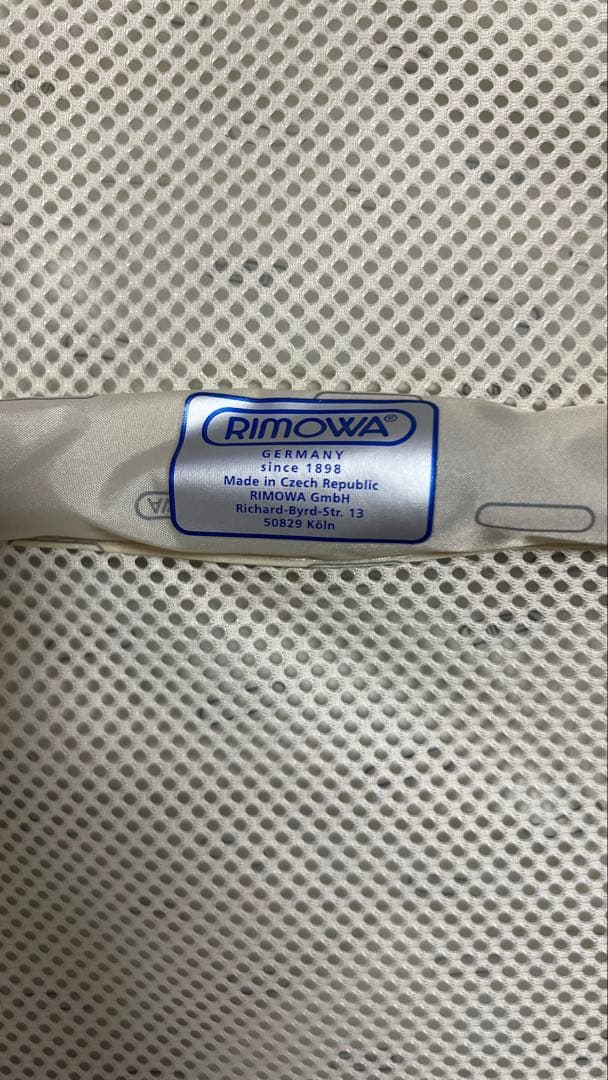 RIMOWA®
GERMANY
since 1898
Made in Czech Republic
RIMOWA GmbH
Richard-Byrd-Str. 13
50829 Köln